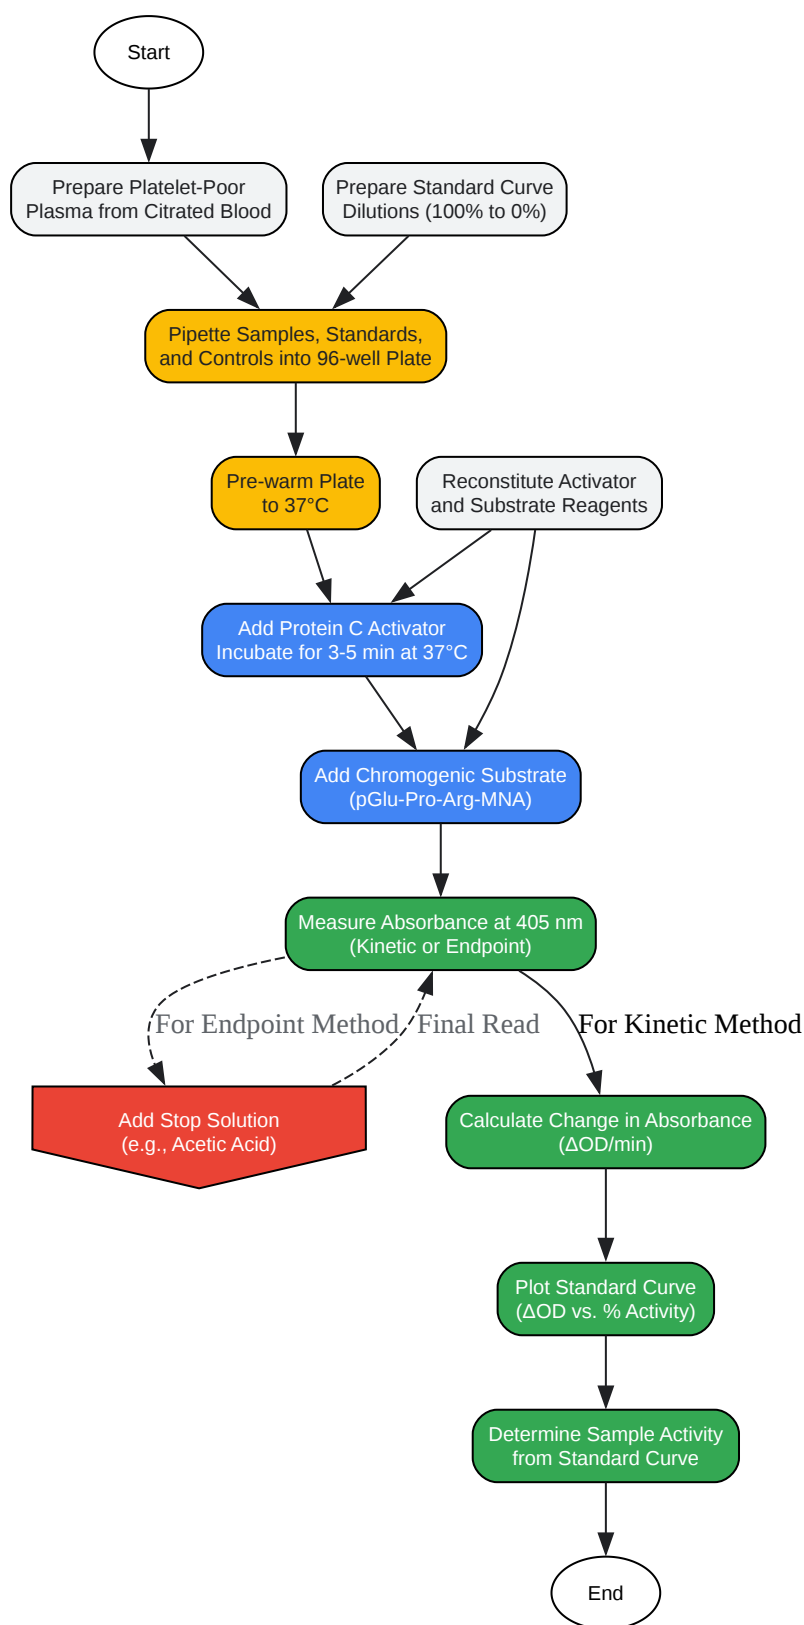 Start
Prepare Platelet-Poor
Plasma from Citrated Blood
Prepare Standard Curve
Dilutions (100% to 0%)
Pipette Samples, Standards,
and Controls into 96-well Plate
Pre-warm Plate
to 37°C
Reconstitute Activator
and Substrate Reagents
Add Protein C Activator
Incubate for 3-5 min at 37°C
Add Chromogenic Substrate
(pGlu-Pro-Arg-MNA)
Measure Absorbance at 405 nm
(Kinetic or Endpoint)
For Endpoint Method
Final Read
For Kinetic Method
Add Stop Solution
(e.g., Acetic Acid)
Calculate Change in Absorbance
(ΔOD/min)
Plot Standard Curve
(ΔOD vs. % Activity)
Determine Sample Activity
from Standard Curve
End